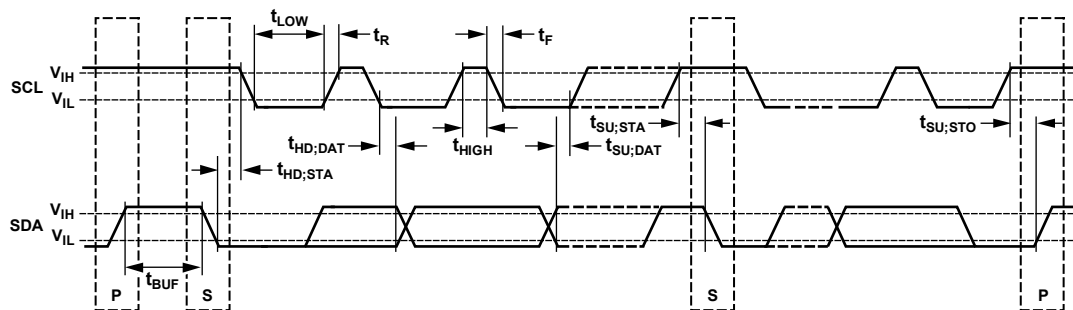 tLOW
tR
tF
VIH
SCL
VIL
tSU;STA
tSU;STO
tHD;DAT
tHIGH
tSU;DAT
tHD;STA
VIH
SDA
VIL
tBUF
P
S
S
P